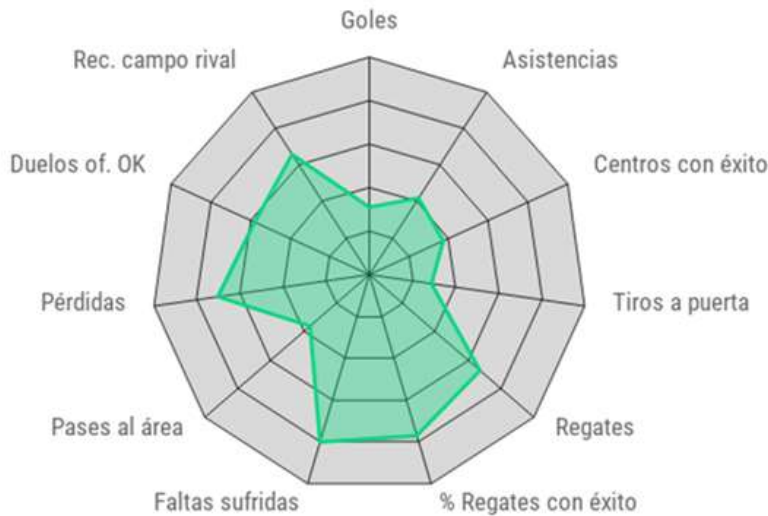 Goles
Rec. campo rival
Asistencias
Duelos of. OK
Centros con éxito
Pérdidas
Tiros a puerta
Pases al área
Regates
Faltas sufridas
% Regates con éxito